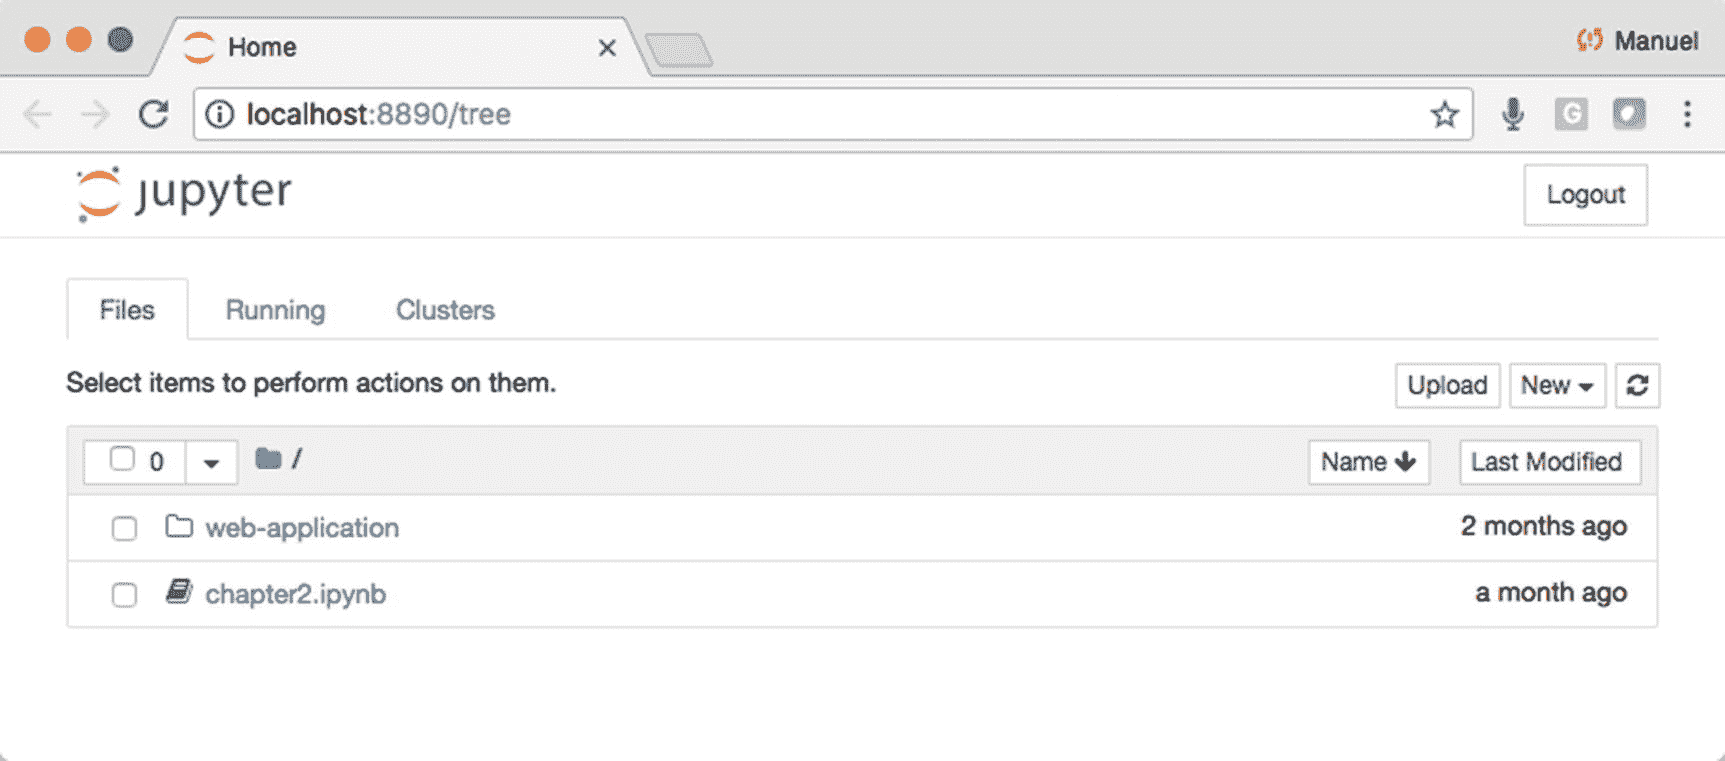 Home
Manuel
localhost:8890/tree
G
jupyter
Logout
Files Running Clusters
Select items to perform actions on them.
Upload New
0 / Name Last Modified
web-application 2 months ago
chapter2.ipynb a month ago